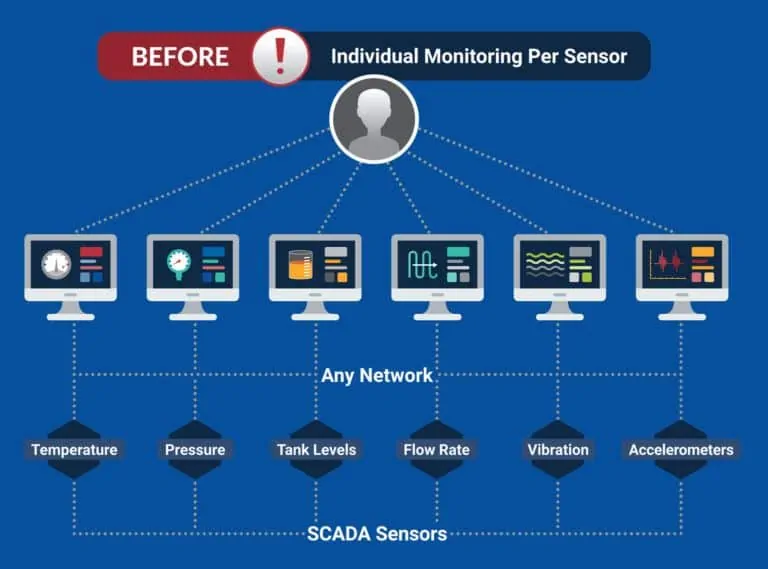 BEFORE
!
Individual Monitoring Per Sensor
Any Network
Temperature
Pressure
Tank Levels
Flow Rate
Vibration
Accelerometers
SCADA Sensors